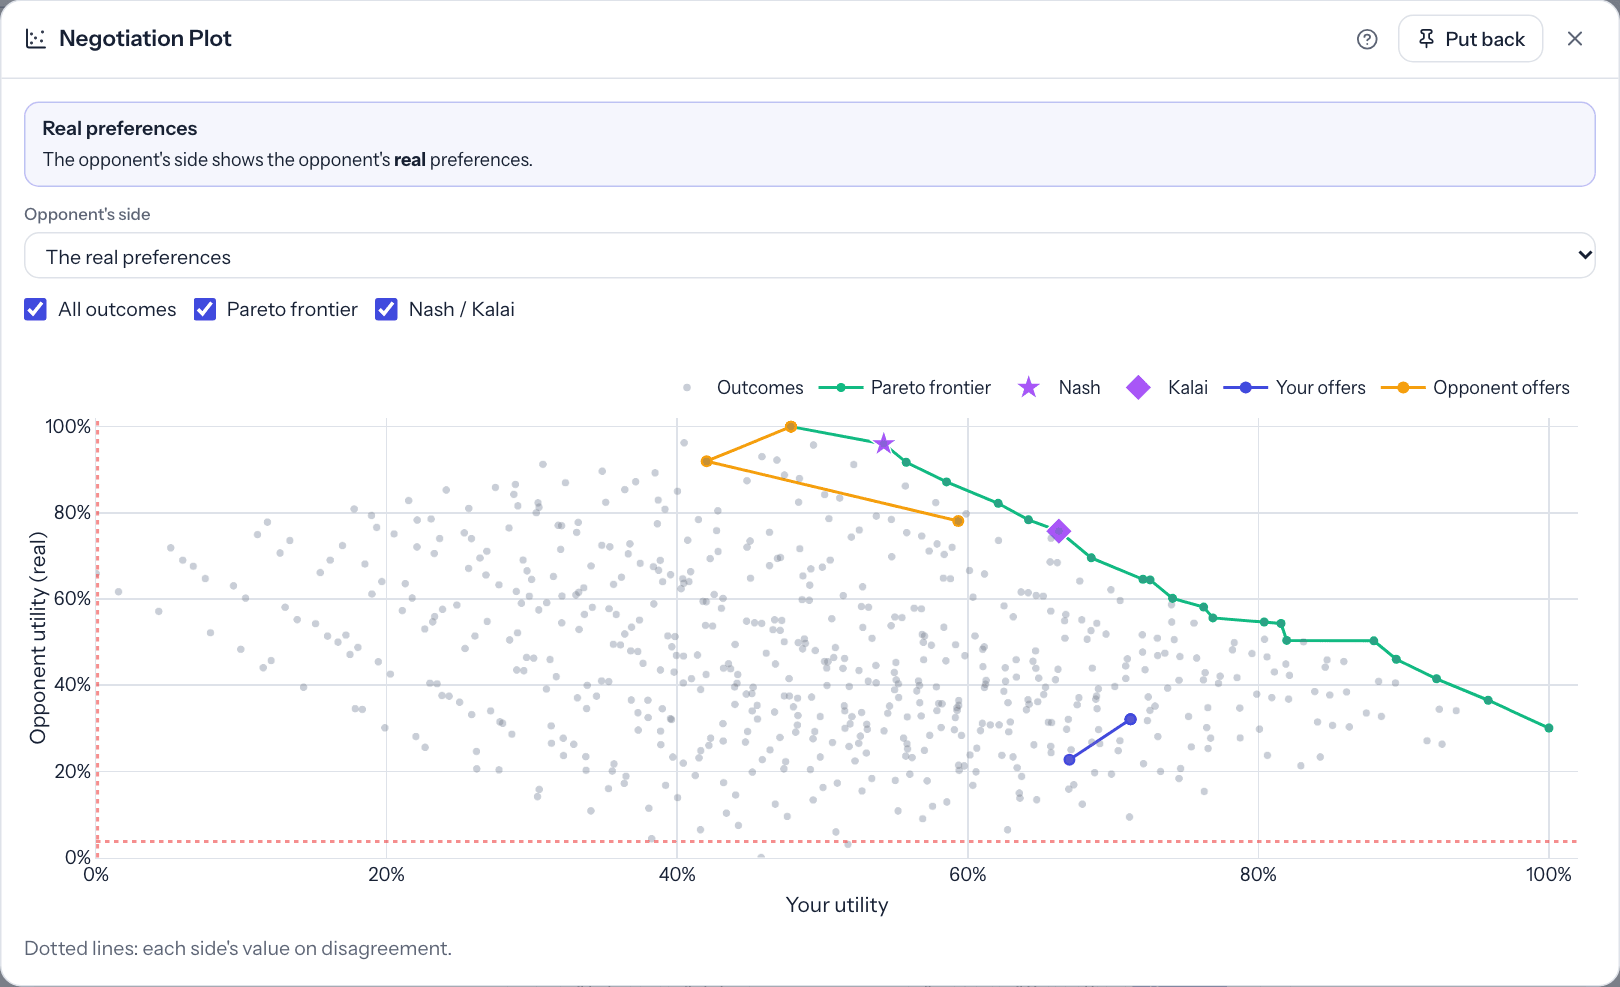 Negotiation Plot
Put back
Real preferences
The opponent's side shows the opponent's real preferences.
Opponent's side
The real preferences
All outcomes Pareto frontier Nash / Kalai
Outcomes Pareto frontier Nash Kalai Your offers Opponent offers
Opponent utility (real)
100%
80%
60%
40%
20%
0%
0% 20% 40% 60% 80% 100%
Your utility
Dotted lines: each side's value on disagreement.